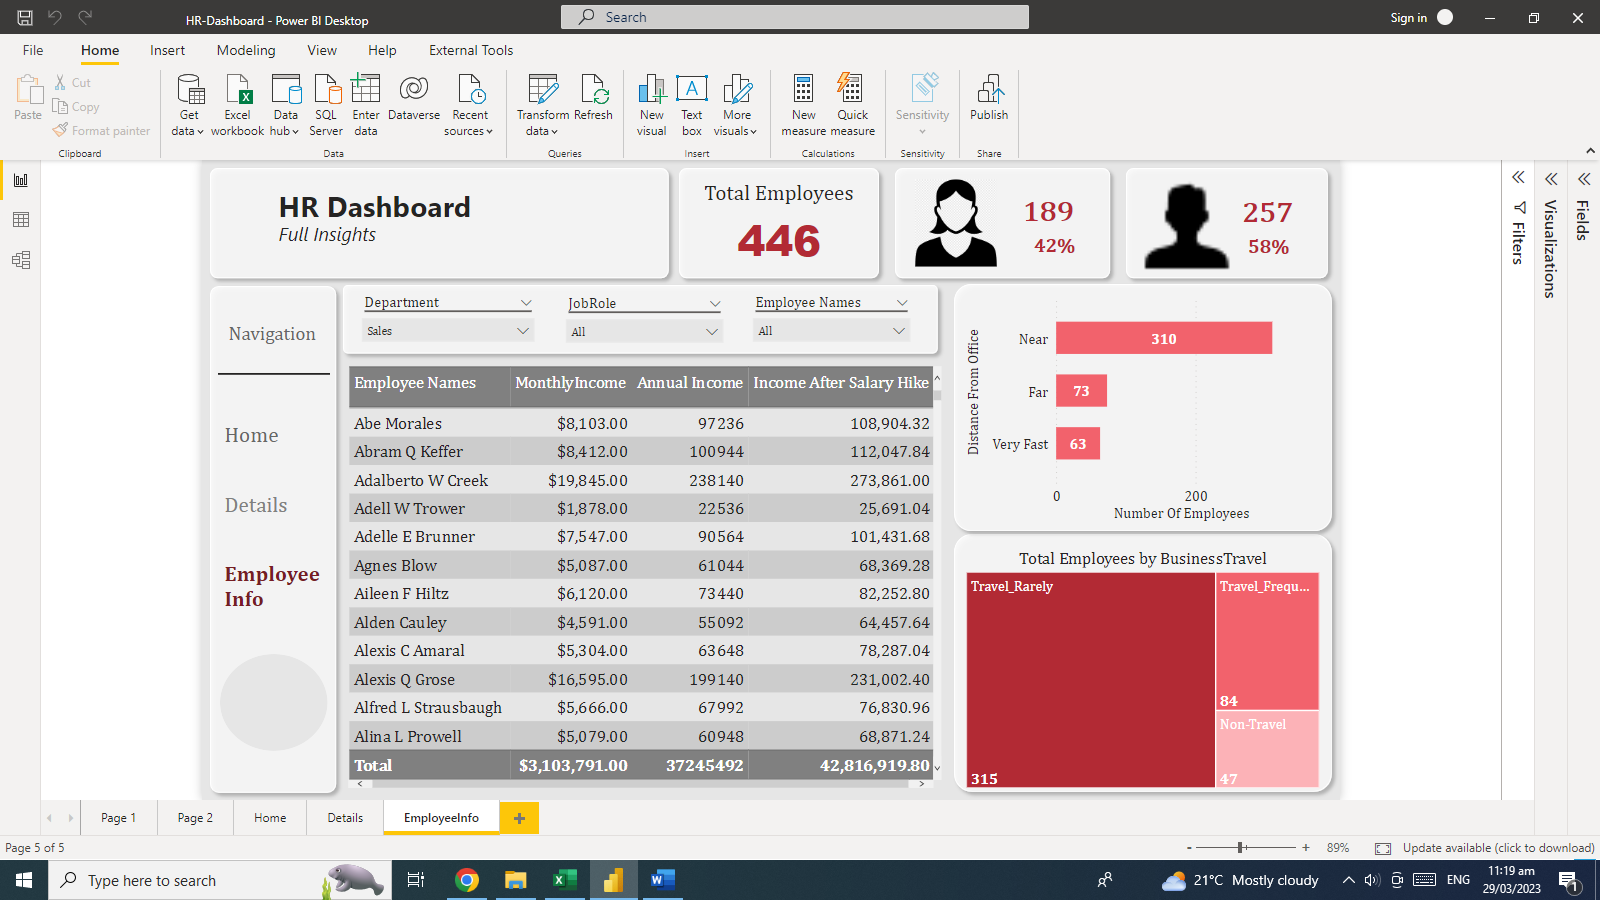 HR-Dashboard - Power BI Desktop
Search
Sign in
File
Home
Insert
Modeling
View
Help
External Tools
Paste
Cut
Copy
Format painter
Clipboard
Get data
Excel workbook
Data hub
SQL Server
Enter data
Dataverse
Recent sources
Data
Transform data
Refresh
Queries
New visual
Text box
More visuals
Insert
New measure
Quick measure
Calculations
Sensitivity
Sensitivity
Publish
Share
HR Dashboard
Full Insights
Total Employees
446
189
42%
257
58%
Navigation
Home
Details
Employee
Info
Department
Sales
JobRole
All
Employee Names
All
Employee Names MonthlyIncome Annual Income Income After Salary Hike
Abe Morales $8,103.00 97236 108,904.32
Abram Q Keffer $8,412.00 100944 112,047.84
Adalberto W Creek $19,845.00 238140 273,861.00
Adell W Trower $1,878.00 22536 25,691.04
Adelle E Brunner $7,547.00 90564 101,431.68
Agnes Blow $5,087.00 61044 68,369.28
Aileen F Hiltz $6,120.00 73440 82,252.80
Alden Cauley $4,591.00 55092 64,457.64
Alexis C Amaral $5,304.00 63648 78,287.04
Alexis Q Grose $16,595.00 199140 231,002.40
Alfred L Strausbaugh $5,666.00 67992 76,830.96
Alina L Prowell $5,079.00 60948 68,871.24
Total $3,103,791.00 37245492 42,816,919.80
Distance From Office
Near 310
Far 73
Very Fast 63
0 200
Number Of Employees
Total Employees by BusinessTravel
Travel_Rarely
315
Travel_Frequ...
84
Non-Travel
47
Filters
Visualizations
Fields
Page 1
Page 2
Home
Details
EmployeeInfo
Page 5 of 5
- + 89%
Update available (click to download)
Type here to search
21°C Mostly cloudy
ENG
11:19 am
29/03/2023
1